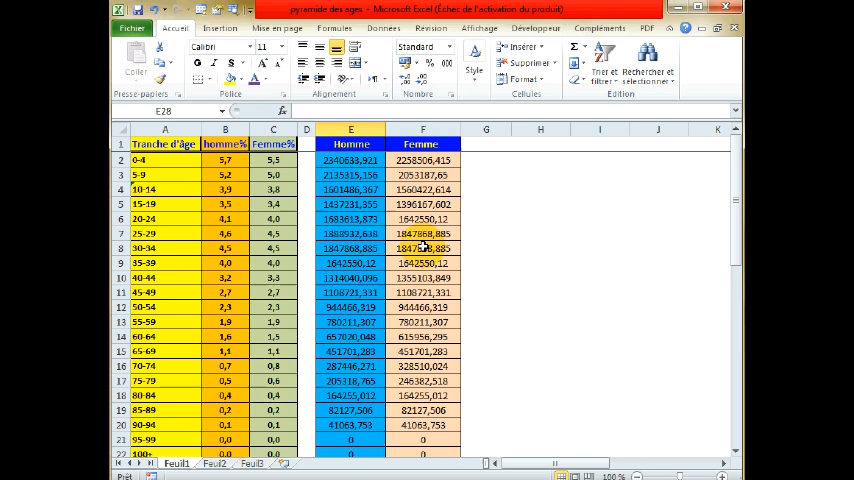 pyramide des ages - Microsoft Excel (Échec de l'activation du produit)
Fichier Accueil Insertion Mise en page Formules Données Révision Affichage Développeur Compléments PDF
Calibri 11 Standard Insérer Σ
Coller G I S Supprimer
Style Format Trier et filtrer Rechercher et sélectionner
Presse-papiers Police Alignement Nombre Cellules Édition
E28 fx
A B C D E F G H I J K
1 Tranche d'âge homme% Femme% Homme Femme
2 0-4 5,7 5,5 2340633,921 2258506,415
3 5-9 5,2 5,0 2135315,156 2053187,65
4 10-14 3,9 3,8 1601486,367 1560422,614
5 15-19 3,5 3,4 1437231,355 1396167,602
6 20-24 4,1 4,0 1683613,873 1642550,12
7 25-29 4,6 4,5 1888932,638 1847868,885
8 30-34 4,5 4,5 1847868,885
9 35-39 4,0 4,0 1642550,12 1642550,12
10 40-44 3,2 3,3 1314040,096 1355103,849
11 45-49 2,7 2,7 1108721,331 1108721,331
12 50-54 2,3 2,3 944466,319 944466,319
13 55-59 1,9 1,9 780211,307 780211,307
14 60-64 1,6 1,5 657020,048 615956,295
15 65-69 1,1 1,1 451701,283 451701,283
16 70-74 0,7 0,8 287446,271 328510,024
17 75-79 0,5 0,6 205318,765 246382,518
18 80-84 0,4 0,4 164255,012 164255,012
19 85-89 0,2 0,2 82127,506 82127,506
20 90-94 0,1 0,1 41063,753 41063,753
21 95-99 0,0 0,0 0 0
22 100+ 0,0 0,0 0 0
Feuil1 Feuil2 Feuil3
Prêt 100 %